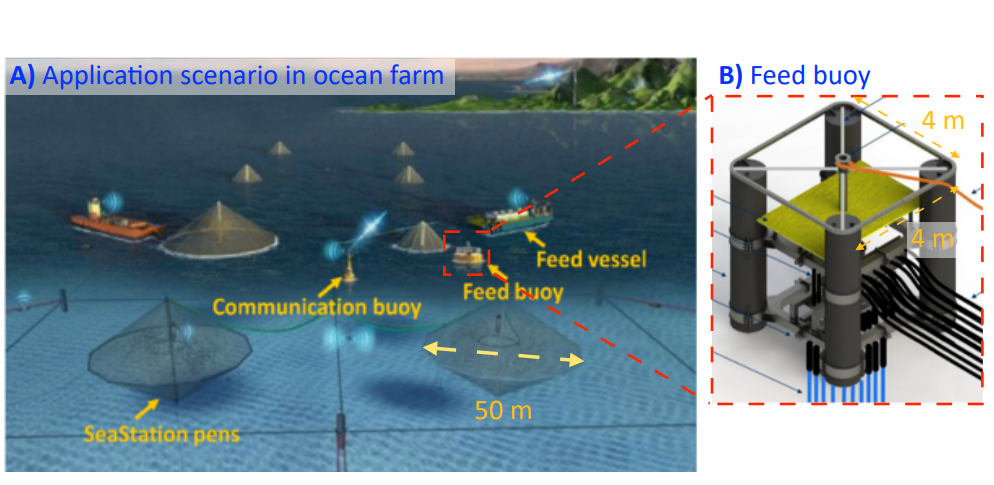 A) Application scenario in ocean farm
B) Feed buoy
4 m
4 m
Feed vessel
Feed buoy
Communication buoy
50 m
SeaStation pens